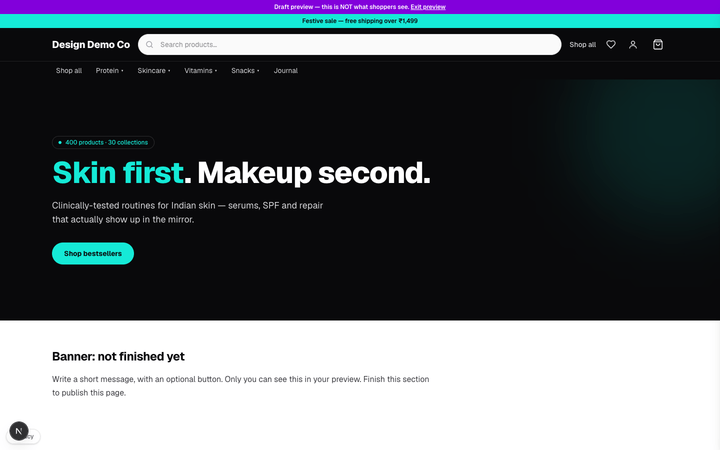 Draft preview — this is NOT what shoppers see. Exit preview
Festive sale — free shipping over ₹1,499
Design Demo Co
Search products...
Shop all
Shop all
Protein
Skincare
Vitamins
Snacks
Journal
400 products · 30 collections
Skin first. Makeup second.
Clinically-tested routines for Indian skin — serums, SPF and repair
that actually show up in the mirror.
Shop bestsellers
Banner: not finished yet
Write a short message, with an optional button. Only you can see this in your preview. Finish this section
to publish this page.
N